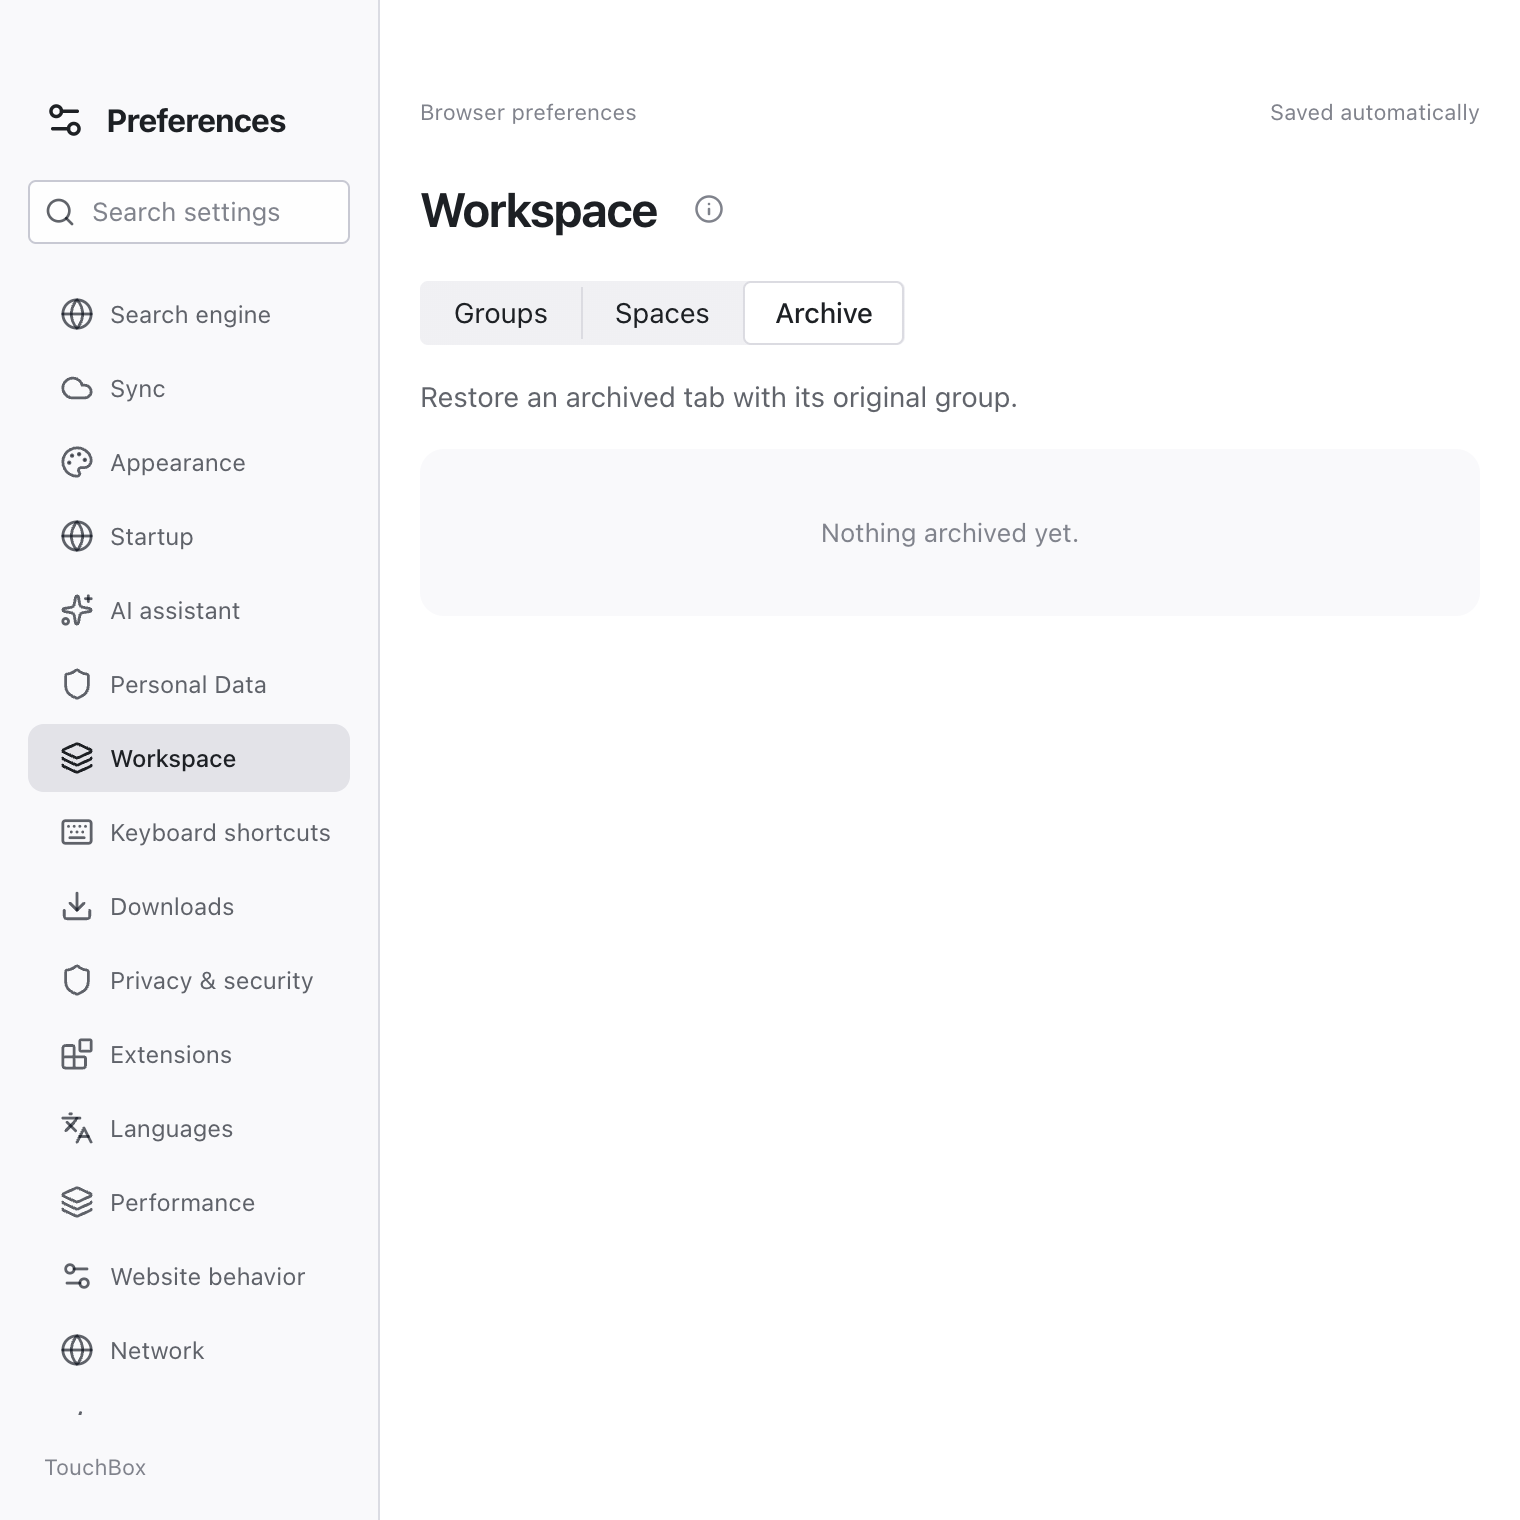 Preferences
Search settings
Search engine
Sync
Appearance
Startup
AI assistant
Personal Data
Workspace
Keyboard shortcuts
Downloads
Privacy & security
Extensions
Languages
Performance
Website behavior
Network
TouchBox
Browser preferences
Saved automatically
Workspace
Groups
Spaces
Archive
Restore an archived tab with its original group.
Nothing archived yet.